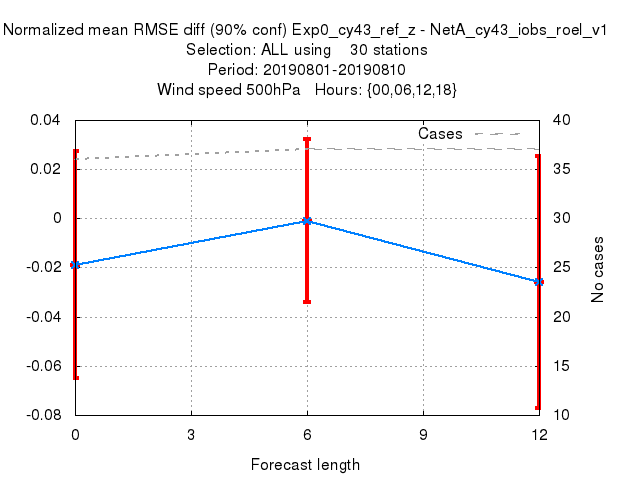 Normalized mean RMSE diff (90% conf) Exp0_cy43_ref_z - NetA_cy43_iobs_roel_v1
Selection: ALL using    30 stations
Period: 20190801-20190810
Wind speed 500hPa   Hours: {00,06,12,18}
Cases
0.04
0.02
0
-0.02
-0.04
-0.06
-0.08
40
35
30
25
20
15
10
No cases
0 3 6 9 12
Forecast length